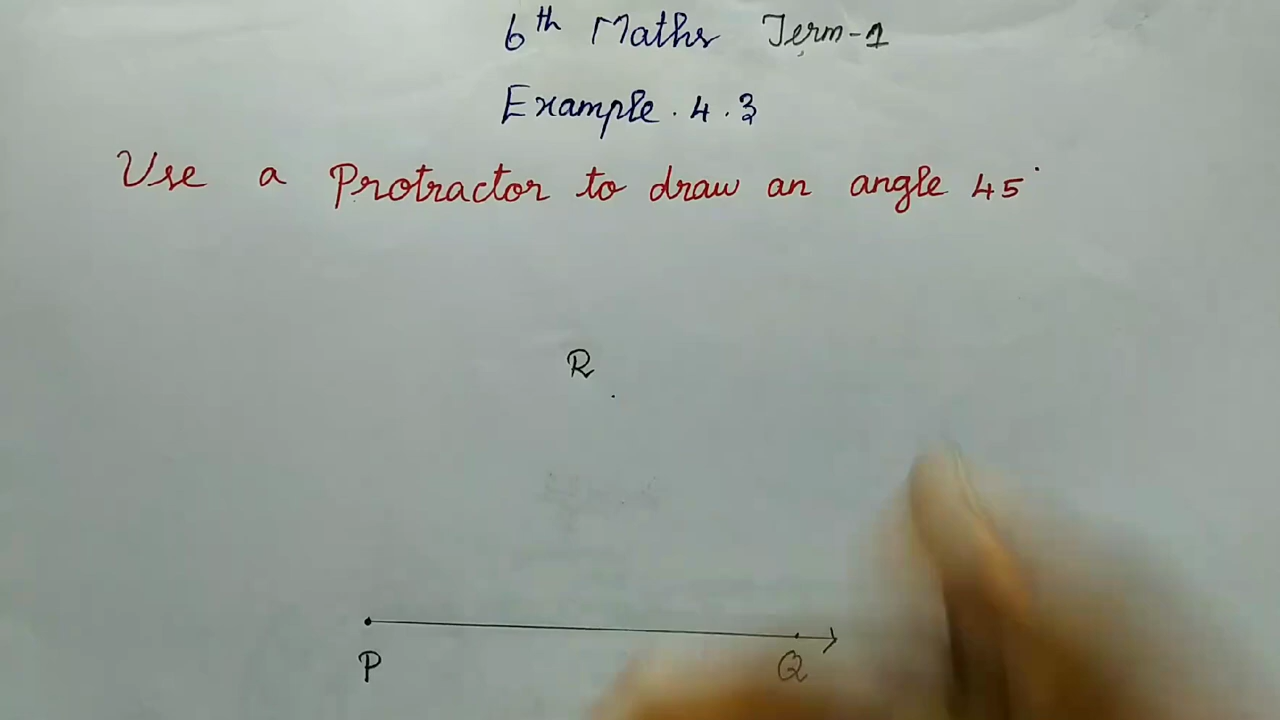 6th Maths Term-1
Example. 4.3
Use a Protractor to draw an angle 45°
R
P Q